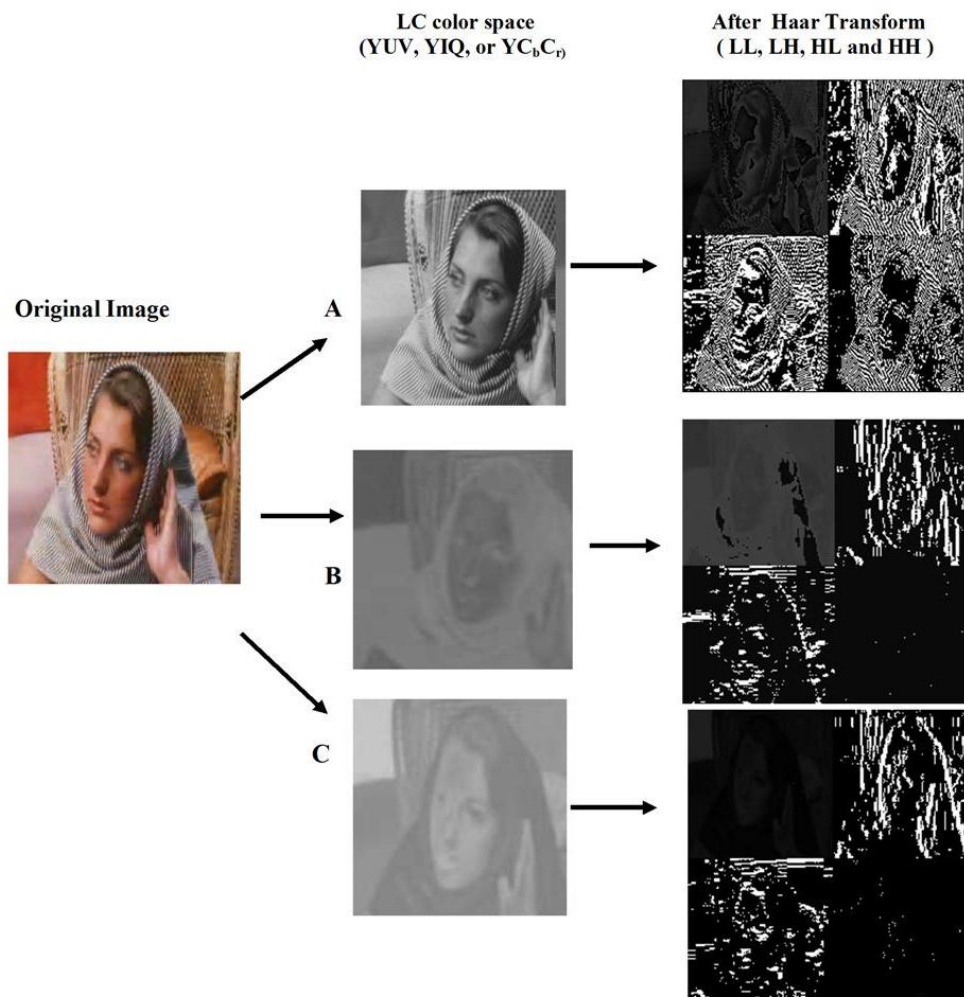 LC color space
(YUV, YIQ, or YCbCr)
After Haar Transform
( LL, LH, HL and HH )
Original Image
A
B
C